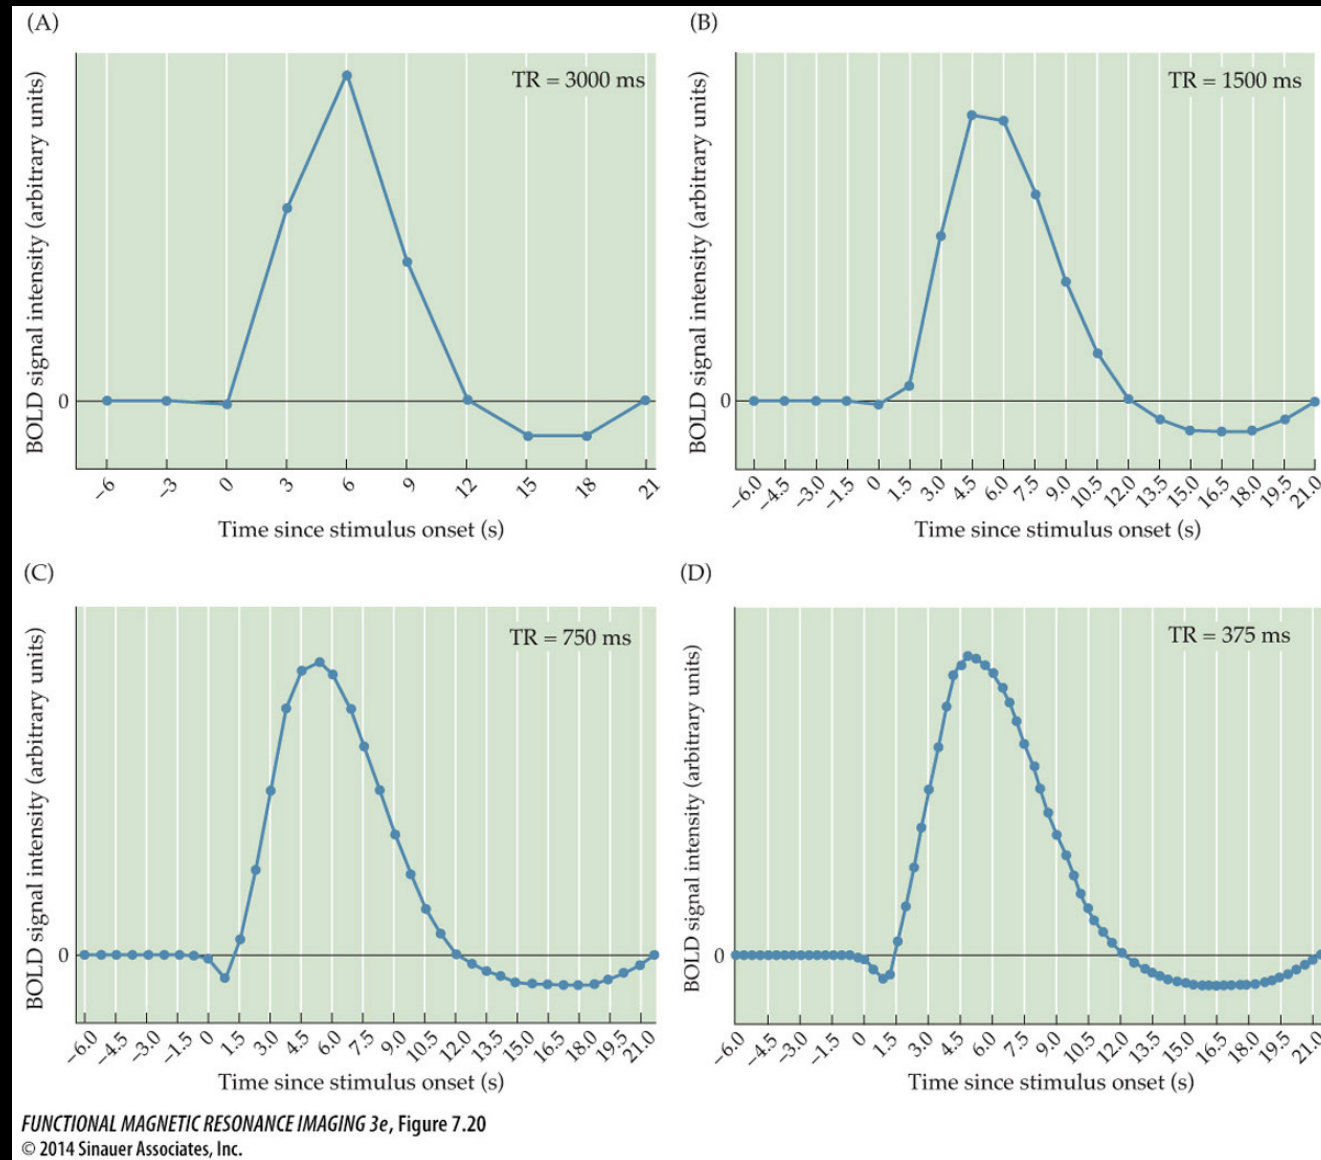 (A)
BOLD signal intensity (arbitrary units)
TR = 3000 ms
0
−6 −3 0 3 6 9 12 15 18 21
Time since stimulus onset (s)
(B)
BOLD signal intensity (arbitrary units)
TR = 1500 ms
0
−6.0 −4.5 −3.0 −1.5 0 1.5 3.0 4.5 6.0 7.5 9.0 10.5 12.0 13.5 15.0 16.5 18.0 19.5 21.0
Time since stimulus onset (s)
(C)
BOLD signal intensity (arbitrary units)
TR = 750 ms
0
−6.0 −4.5 −3.0 −1.5 0 1.5 3.0 4.5 6.0 7.5 9.0 10.5 12.0 13.5 15.0 16.5 18.0 19.5 21.0
Time since stimulus onset (s)
(D)
BOLD signal intensity (arbitrary units)
TR = 375 ms
0
−6.0 −4.5 −3.0 −1.5 0 1.5 3.0 4.5 6.0 7.5 9.0 10.5 12.0 13.5 15.0 16.5 18.0 19.5 21.0
Time since stimulus onset (s)
FUNCTIONAL MAGNETIC RESONANCE IMAGING 3e, Figure 7.20
© 2014 Sinauer Associates, Inc.